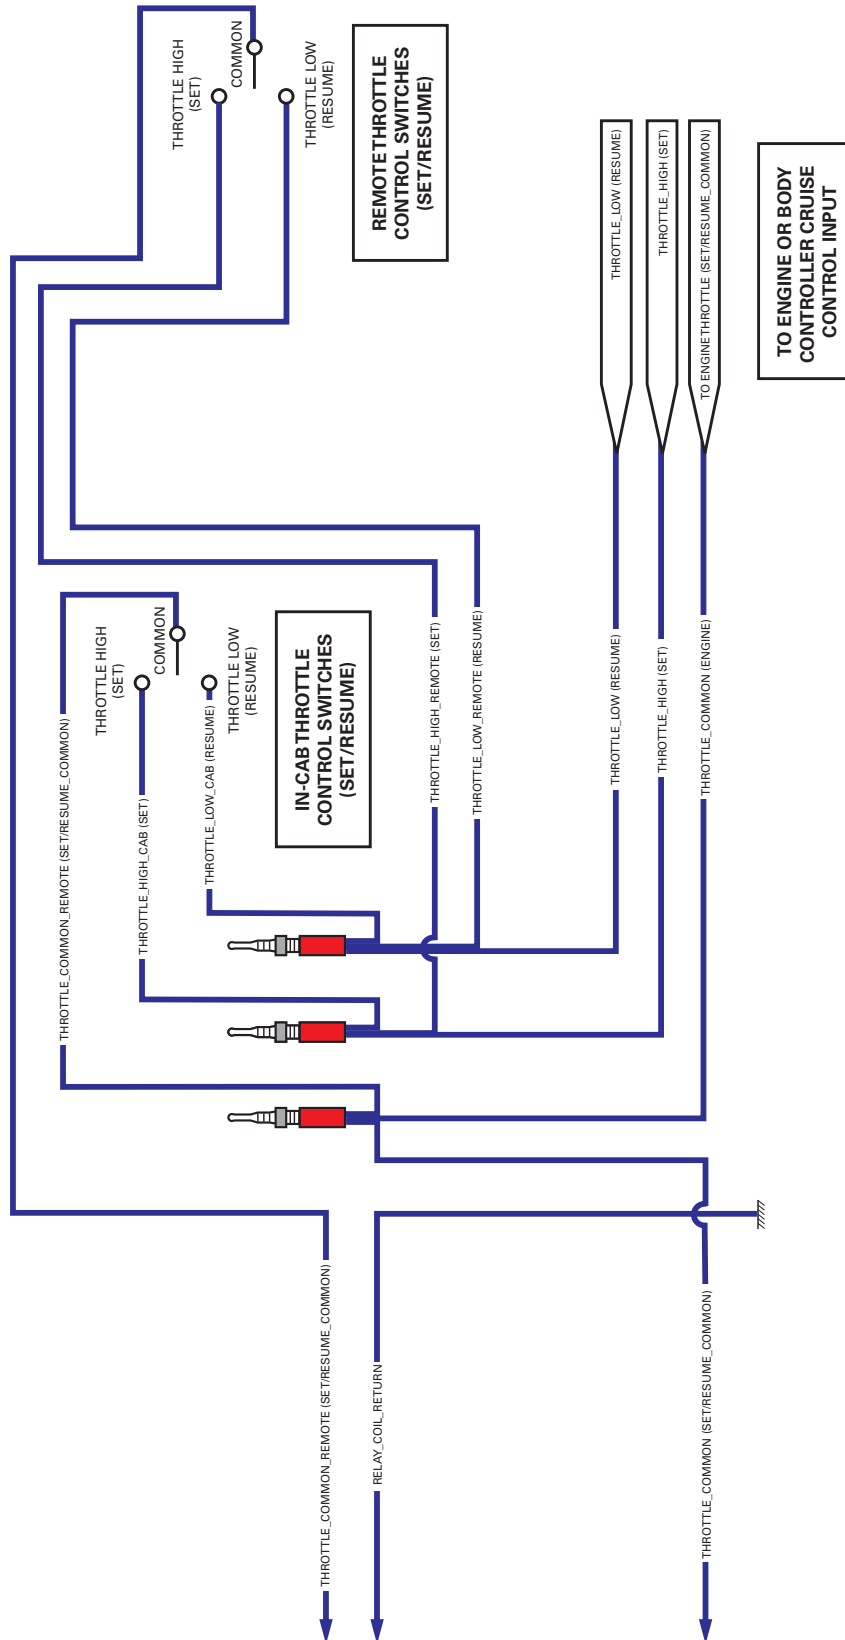 THROTTLE HIGH
(SET)
COMMON
THROTTLE LOW
(RESUME)
REMOTE THROTTLE
CONTROL SWITCHES
(SET/RESUME)
THROTTLE_LOW (RESUME)
THROTTLE_HIGH (SET)
TO ENGINE THROTTLE (SET/RESUME_COMMON)
TO ENGINE OR BODY
CONTROLLER CRUISE
CONTROL INPUT
THROTTLE HIGH
(SET)
COMMON
THROTTLE LOW
(RESUME)
IN-CAB THROTTLE
CONTROL SWITCHES
(SET/RESUME)
THROTTLE_COMMON_REMOTE (SET/RESUME_COMMON)
THROTTLE_HIGH_CAB (SET)
THROTTLE_LOW_CAB (RESUME)
THROTTLE_HIGH_REMOTE (SET)
THROTTLE_LOW_REMOTE (RESUME)
THROTTLE_LOW (RESUME)
THROTTLE_HIGH (SET)
THROTTLE_COMMON (ENGINE)
THROTTLE_COMMON_REMOTE (SET/RESUME_COMMON)
RELAY_COIL_RETURN
THROTTLE_COMMON (SET/RESUME_COMMON)